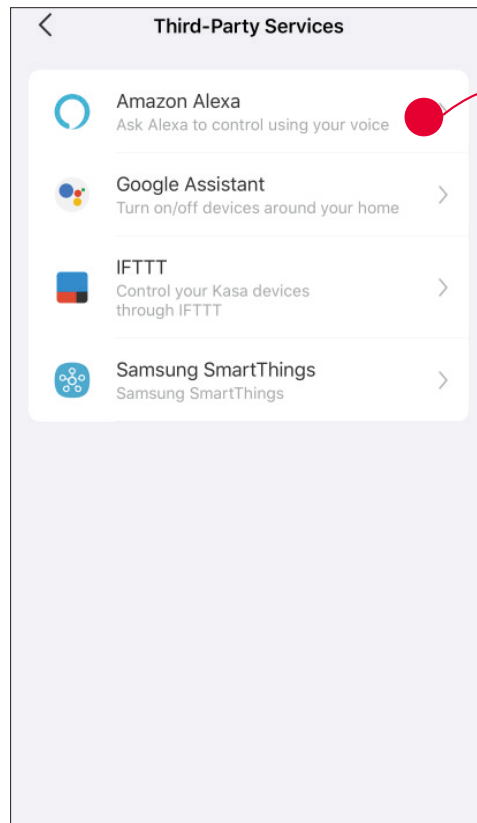 Third-Party Services
Amazon Alexa
Ask Alexa to control using your voice
Google Assistant
Turn on/off devices around your home
IFTTT
Control your Kasa devices
through IFTTT
Samsung SmartThings
Samsung SmartThings